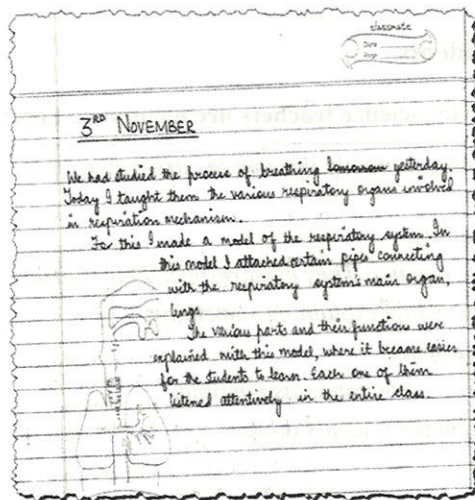 classmate
Date
Page
3RD NOVEMBER
We had studied the process of breathing tomorrow yesterday.
Today I taught them the various respiratory organs involved
in respiration mechanism.
For this I made a model of the respiratory system. In
this model I attached certain pipes connecting
with the respiratory system's main organ,
lungs
The various parts and their function were
explained with this model, where it became easier
for the students to learn. Each one of them
listened attentively in the entire class.